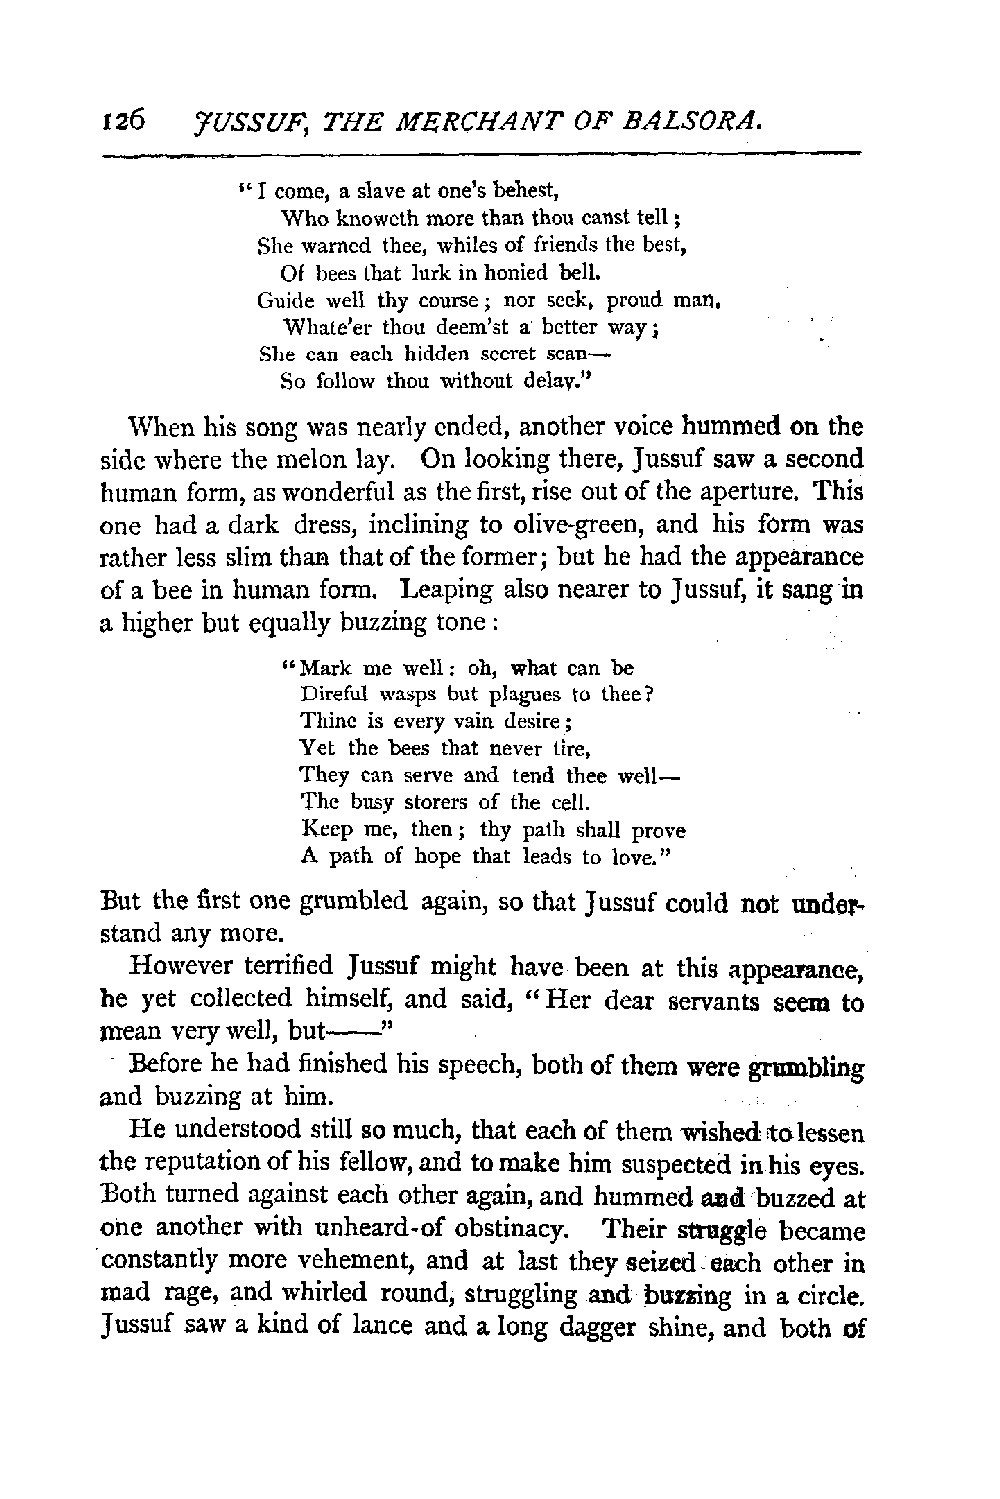 126 JUSSUF, THE MERCHANT OF BALSORA.
"I come, a slave at one's behest,
Who knoweth more than thou canst tell;
She warned thee, whiles of friends the best,
Of bees that lurk in honied bell.
Guide well thy course; nor seek, proud man,
Whate'er thou deem'st a better way;
She can each hidden secret scan—
So follow thou without delay."
When his song was nearly ended, another voice hummed on the
side where the melon lay. On looking there, Jussuf saw a second
human form, as wonderful as the first, rise out of the aperture. This
one had a dark dress, inclining to olive-green, and his form was
rather less slim than that of the former; but he had the appearance
of a bee in human form. Leaping also nearer to Jussuf, it sang in
a higher but equally buzzing tone:
"Mark me well: oh, what can be
Direful wasps but plagues to thee?
Thine is every vain desire;
Yet the bees that never tire,
They can serve and tend thee well—
The busy storers of the cell.
Keep me, then; thy path shall prove
A path of hope that leads to love."
But the first one grumbled again, so that Jussuf could not under-
stand any more.
However terrified Jussuf might have been at this appearance,
he yet collected himself, and said, "Her dear servants seem to
mean very well, but——"
Before he had finished his speech, both of them were grumbling
and buzzing at him.
He understood still so much, that each of them wished to lessen
the reputation of his fellow, and to make him suspected in his eyes.
Both turned against each other again, and hummed and buzzed at
one another with unheard-of obstinacy. Their struggle became
constantly more vehement, and at last they seized each other in
mad rage, and whirled round, struggling and buzzing in a circle.
Jussuf saw a kind of lance and a long dagger shine, and both of